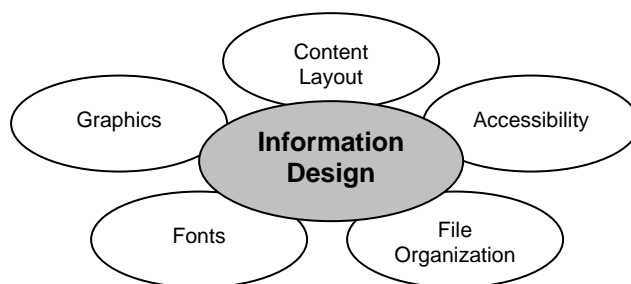 Content
Layout
Graphics
Accessibility
Information
Design
Fonts
File
Organization